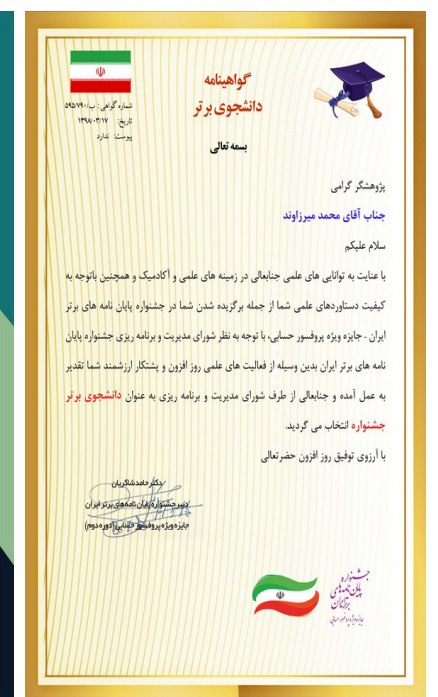 گواهینامه
دانشجوی برتر
شماره گواهی: ب/۵۹۵۷۹۰
تاریخ: ۱۳۹۸/۰۳/۱۷
پیوست: ندارد
بسمه تعالی
پژوهشگر گرامی
جناب آقای محمد میرزاوند
سلام علیکم
با عنایت به توانایی های علمی جنابعالی در زمینه های علمی و آکادمیک و همچنین باتوجه به
کیفیت دستاوردهای علمی شما از جمله برگزیده شدن شما در جشنواره پایان نامه های برتر
ایران - جایزه ویژه پروفسور حسابی، با توجه به نظر شورای مدیریت و برنامه ریزی جشنواره پایان
نامه های برتر ایران بدین وسیله از فعالیت های علمی روز افزون و پشتکار ارزشمند شما تقدیر
به عمل آمده و جنابعالی از طرف شورای مدیریت و برنامه ریزی به عنوان دانشجوی برتر
جشنواره انتخاب می گردید.
با آرزوی توفیق روز افزون حضرتعالی
دکتر حامد شاکریان
دبیر جشنواره پایان نامه های برتر ایران
جایزه ویژه پروفسور حسابی (دوره دوم)
جشنواره
پایان نامه های
برتر ایران
جایزه ویژه پروفسور حسابی